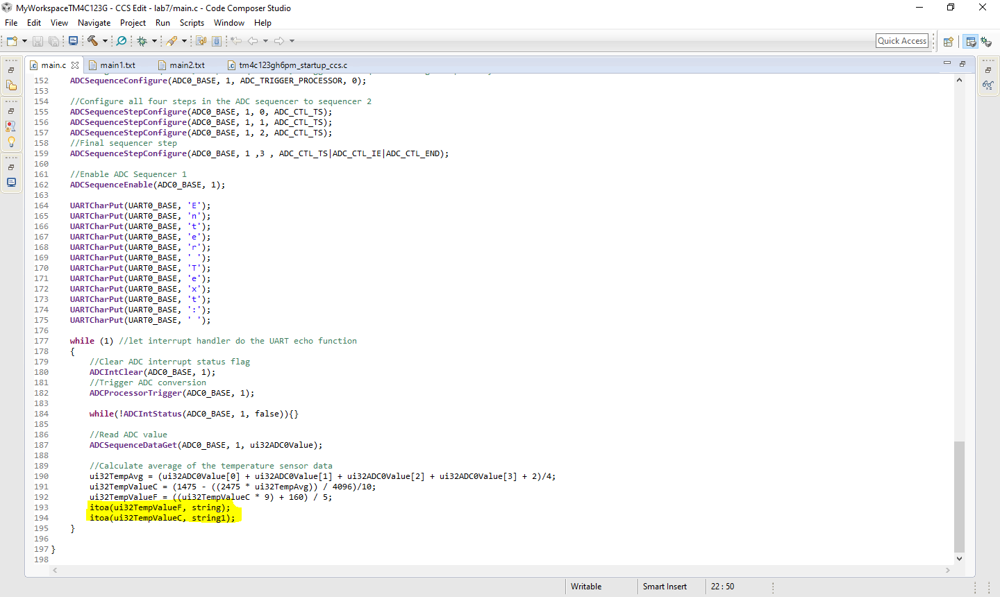 MyWorkspaceTM4C123G - CCS Edit - lab7/main.c - Code Composer Studio
File Edit View Navigate Project Run Scripts Window Help
Quick Access
main.c main1.txt main2.txt tm4c123gh6pm_startup_ccs.c
152 ADCSequenceConfigure(ADC0_BASE, 1, ADC_TRIGGER_PROCESSOR, 0);
153
154 //Configure all four steps in the ADC sequencer to sequencer 2
155 ADCSequenceStepConfigure(ADC0_BASE, 1, 0, ADC_CTL_TS);
156 ADCSequenceStepConfigure(ADC0_BASE, 1, 1, ADC_CTL_TS);
157 ADCSequenceStepConfigure(ADC0_BASE, 1, 2, ADC_CTL_TS);
158 //Final sequencer step
159 ADCSequenceStepConfigure(ADC0_BASE, 1 ,3 , ADC_CTL_TS|ADC_CTL_IE|ADC_CTL_END);
160
161 //Enable ADC Sequencer 1
162 ADCSequenceEnable(ADC0_BASE, 1);
163
164 UARTCharPut(UART0_BASE, 'E');
165 UARTCharPut(UART0_BASE, 'n');
166 UARTCharPut(UART0_BASE, 't');
167 UARTCharPut(UART0_BASE, 'e');
168 UARTCharPut(UART0_BASE, 'r');
169 UARTCharPut(UART0_BASE, ' ');
170 UARTCharPut(UART0_BASE, 'T');
171 UARTCharPut(UART0_BASE, 'e');
172 UARTCharPut(UART0_BASE, 'x');
173 UARTCharPut(UART0_BASE, 't');
174 UARTCharPut(UART0_BASE, ':');
175 UARTCharPut(UART0_BASE, ' ');
176
177 while (1) //let interrupt handler do the UART echo function
178 {
179 //Clear ADC interrupt status flag
180 ADCIntClear(ADC0_BASE, 1);
181 //Trigger ADC conversion
182 ADCProcessorTrigger(ADC0_BASE, 1);
183
184 while(!ADCIntStatus(ADC0_BASE, 1, false)){}
185
186 //Read ADC value
187 ADCSequenceDataGet(ADC0_BASE, 1, ui32ADC0Value);
188
189 //Calculate average of the temperature sensor data
190 ui32TempAvg = (ui32ADC0Value[0] + ui32ADC0Value[1] + ui32ADC0Value[2] + ui32ADC0Value[3] + 2)/4;
191 ui32TempValueC = (1475 - ((2475 * ui32TempAvg)) / 4096)/10;
192 ui32TempValueF = ((ui32TempValueC * 9) + 160) / 5;
193 itoa(ui32TempValueF, string);
194 itoa(ui32TempValueC, string1);
195 }
196
197 }
198
Writable Smart Insert 22 : 50